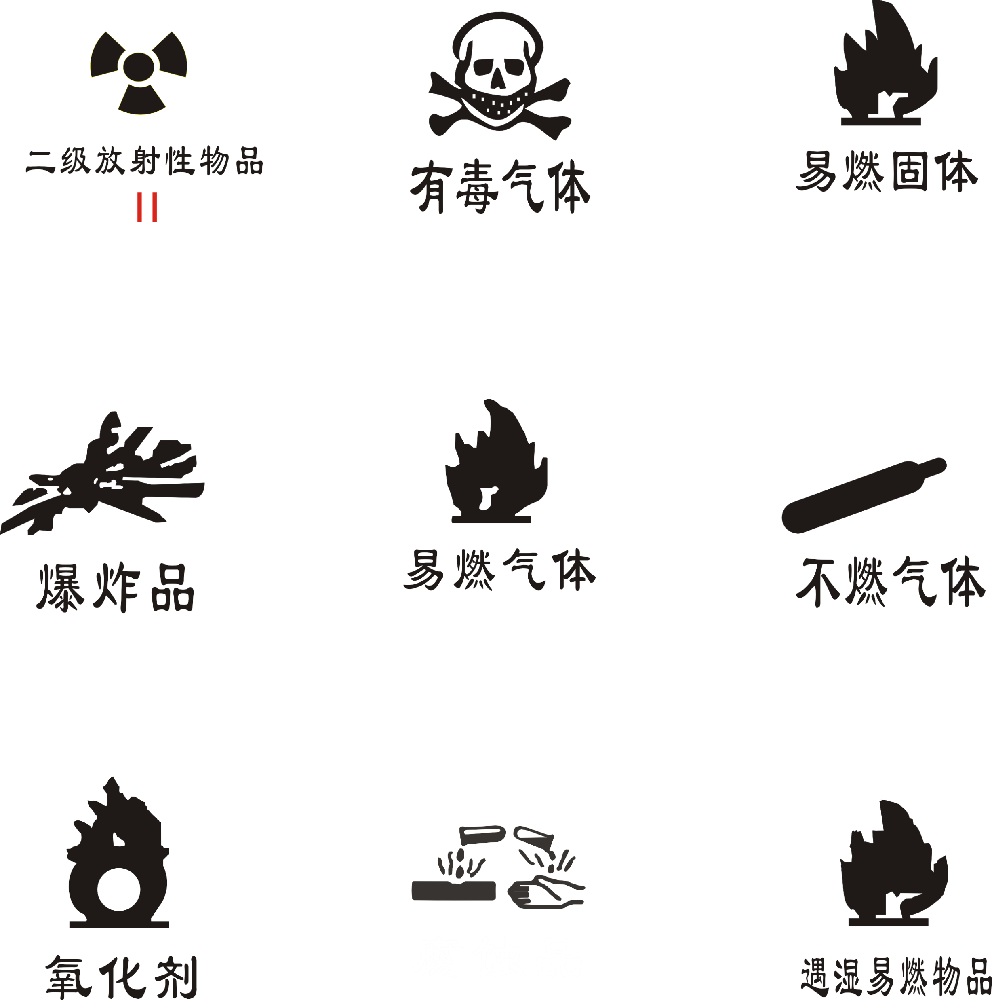 二级放射性物品
II
有毒气体
易燃固体
爆炸品
易燃气体
不燃气体
氧化剂
遇湿易燃物品